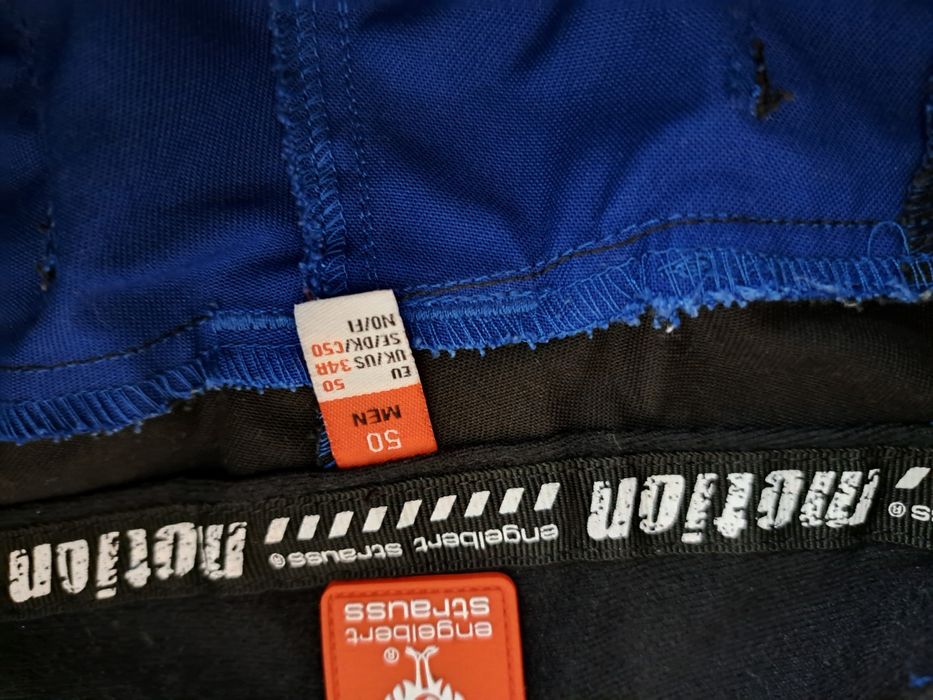 50
MEN
EU 50
UK/US 34R
SE/DK/C50
NO/FI
motion
engelbert strauss®
motion
engelbert
strauss
®